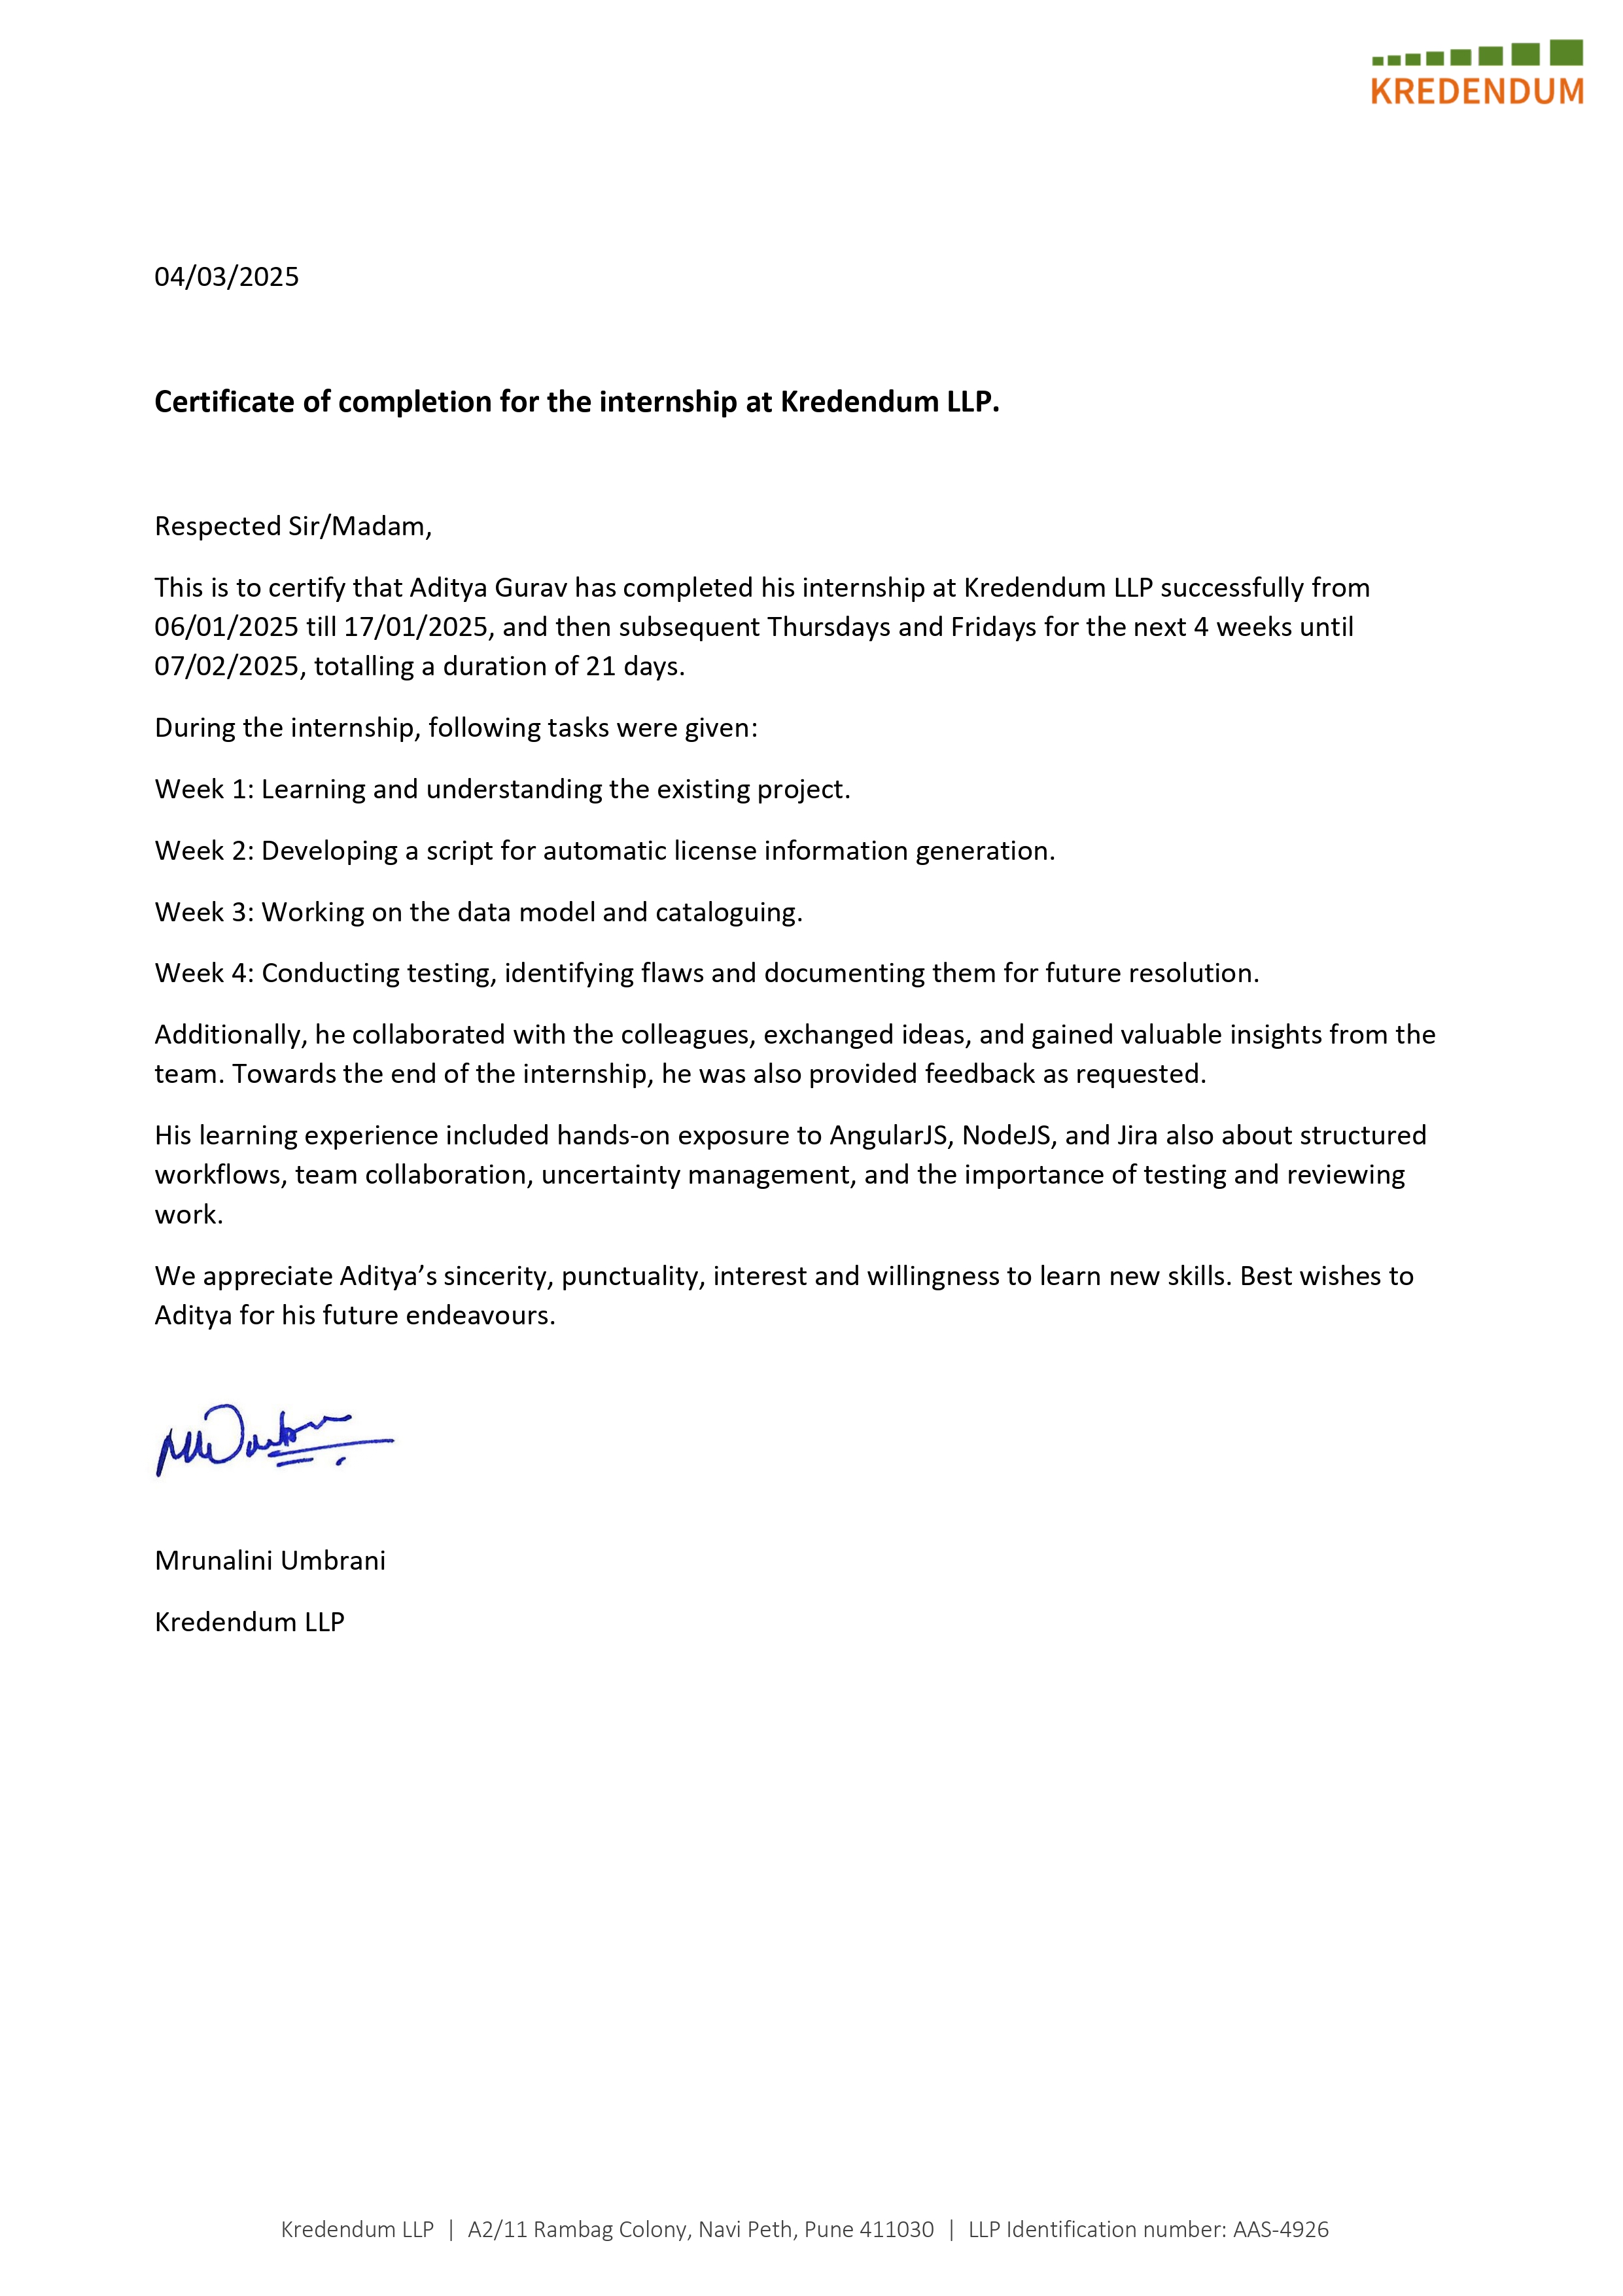 KREDENDUM
04/03/2025
Certificate of completion for the internship at Kredendum LLP.
Respected Sir/Madam,
This is to certify that Aditya Gurav has completed his internship at Kredendum LLP successfully from
06/01/2025 till 17/01/2025, and then subsequent Thursdays and Fridays for the next 4 weeks until
07/02/2025, totalling a duration of 21 days.
During the internship, following tasks were given:
Week 1: Learning and understanding the existing project.
Week 2: Developing a script for automatic license information generation.
Week 3: Working on the data model and cataloguing.
Week 4: Conducting testing, identifying flaws and documenting them for future resolution.
Additionally, he collaborated with the colleagues, exchanged ideas, and gained valuable insights from the
team. Towards the end of the internship, he was also provided feedback as requested.
His learning experience included hands-on exposure to AngularJS, NodeJS, and Jira also about structured
workflows, team collaboration, uncertainty management, and the importance of testing and reviewing
work.
We appreciate Aditya’s sincerity, punctuality, interest and willingness to learn new skills. Best wishes to
Aditya for his future endeavours.
Mrunalini Umbrani
Kredendum LLP
Kredendum LLP | A2/11 Rambag Colony, Navi Peth, Pune 411030 | LLP Identification number: AAS-4926